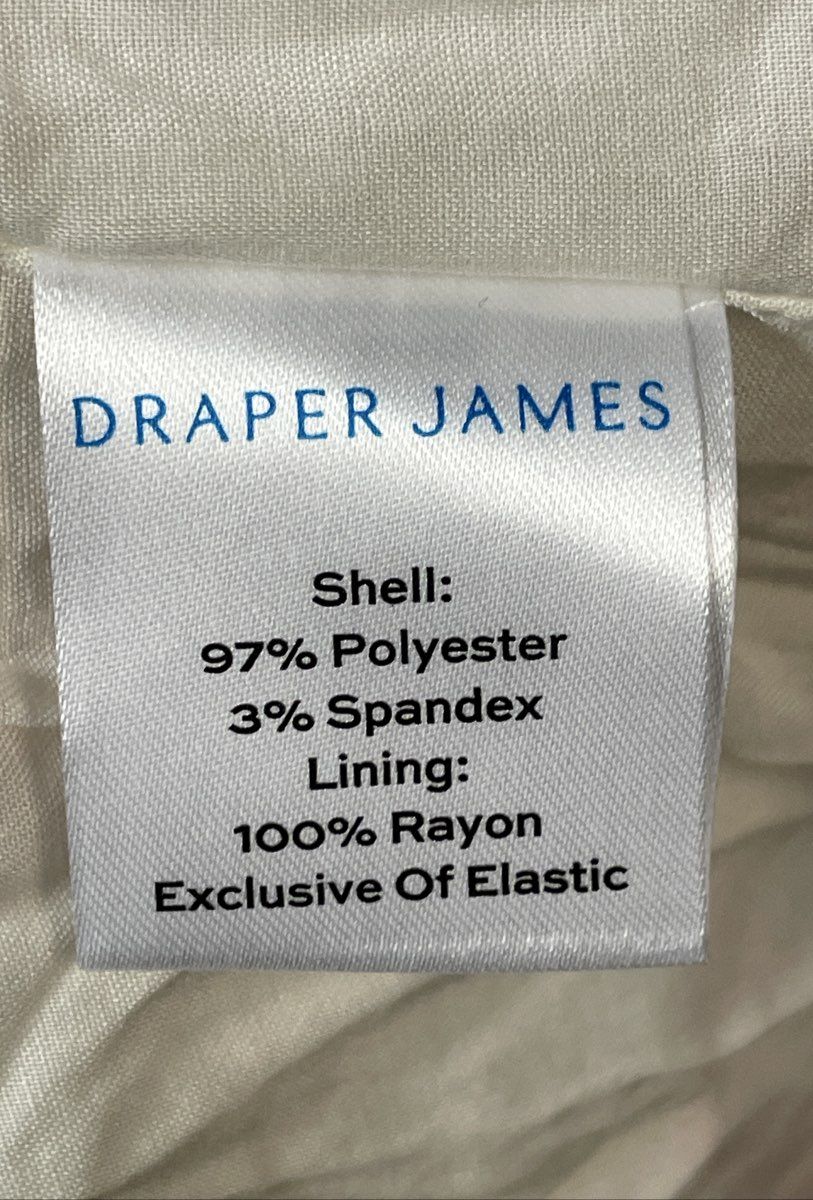 DRAPER JAMES
Shell:
97% Polyester
3% Spandex
Lining:
100% Rayon
Exclusive Of Elastic